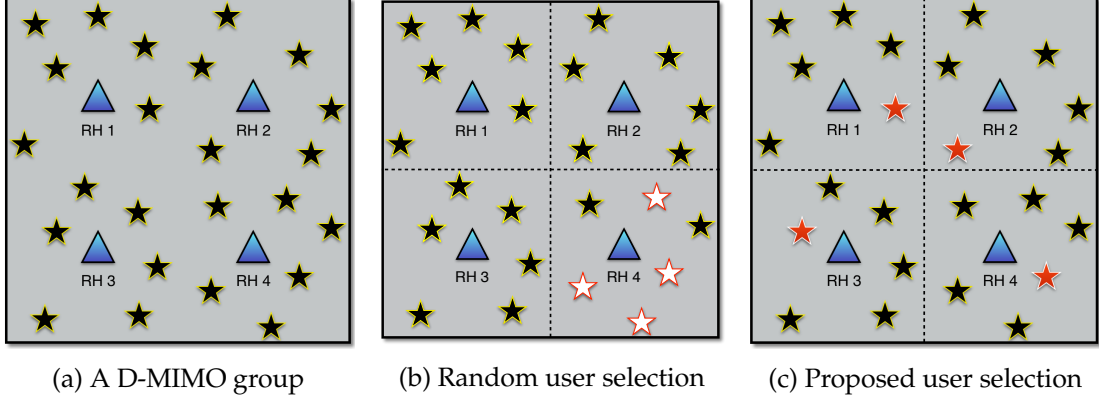 RH 1 RH 2 RH 1 RH 2 RH 1 RH 2
RH 3 RH 4 RH 3 RH 4 RH 3 RH 4
(a) A D-MIMO group (b) Random user selection (c) Proposed user selection